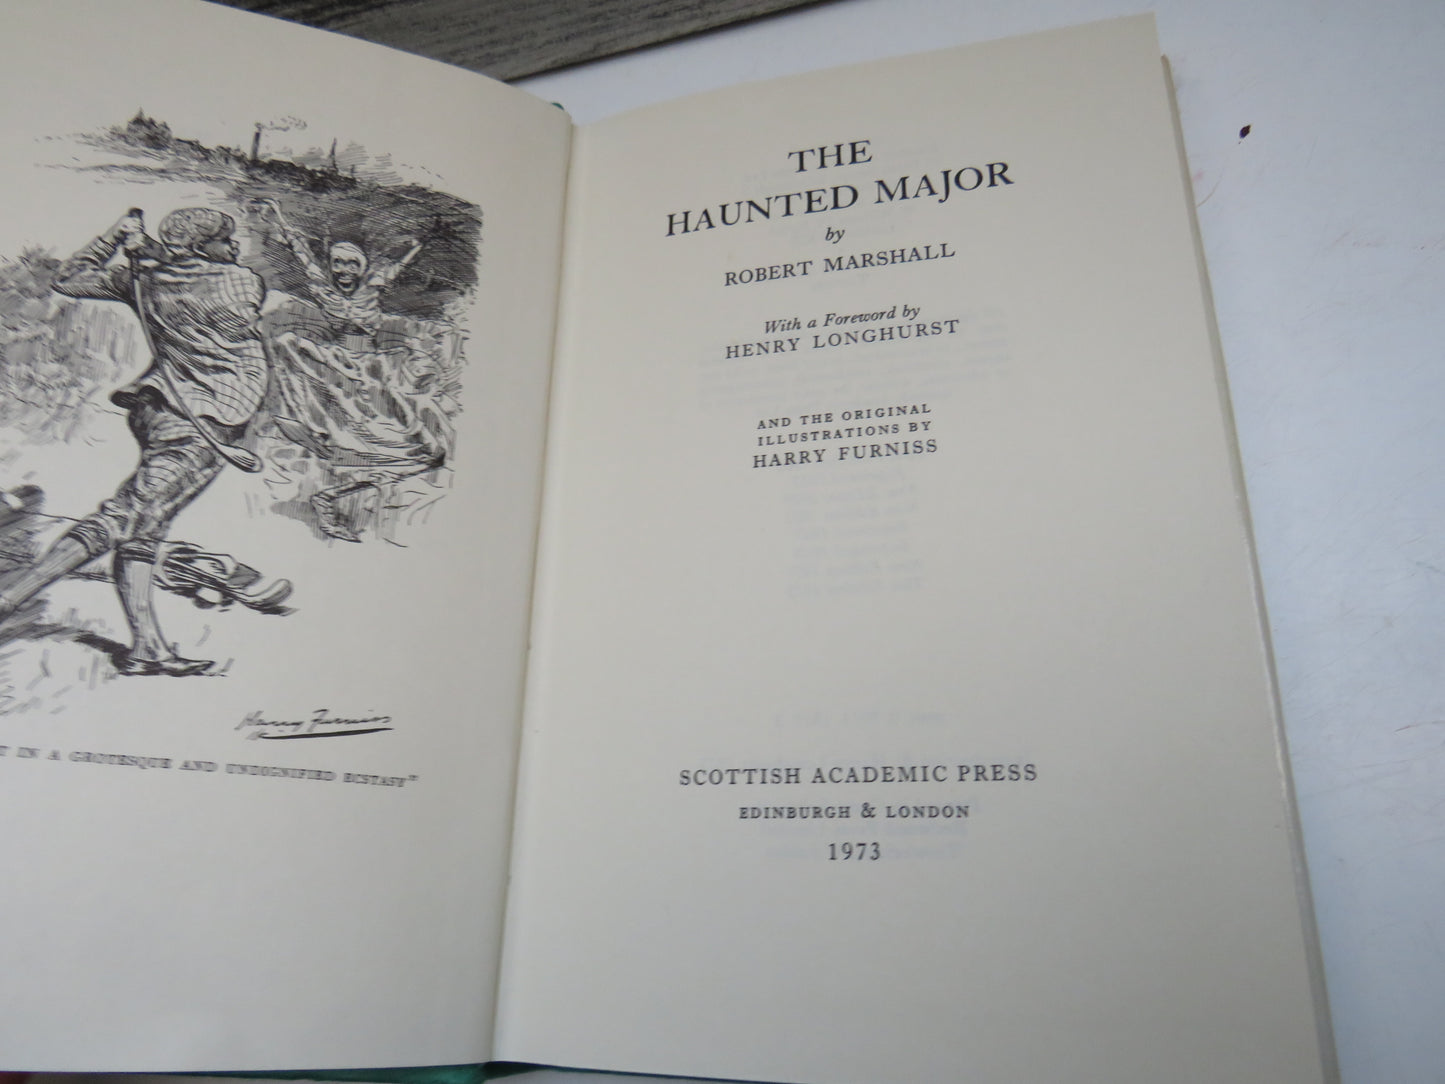 Harry Furniss
IN A GROTESQUE AND UNDIGNIFIED ECSTASY"
THE
HAUNTED MAJOR
by
ROBERT MARSHALL
With a Foreword by
HENRY LONGHURST
AND THE ORIGINAL
ILLUSTRATIONS BY
HARRY FURNISS
SCOTTISH ACADEMIC PRESS
EDINBURGH & LONDON
1973